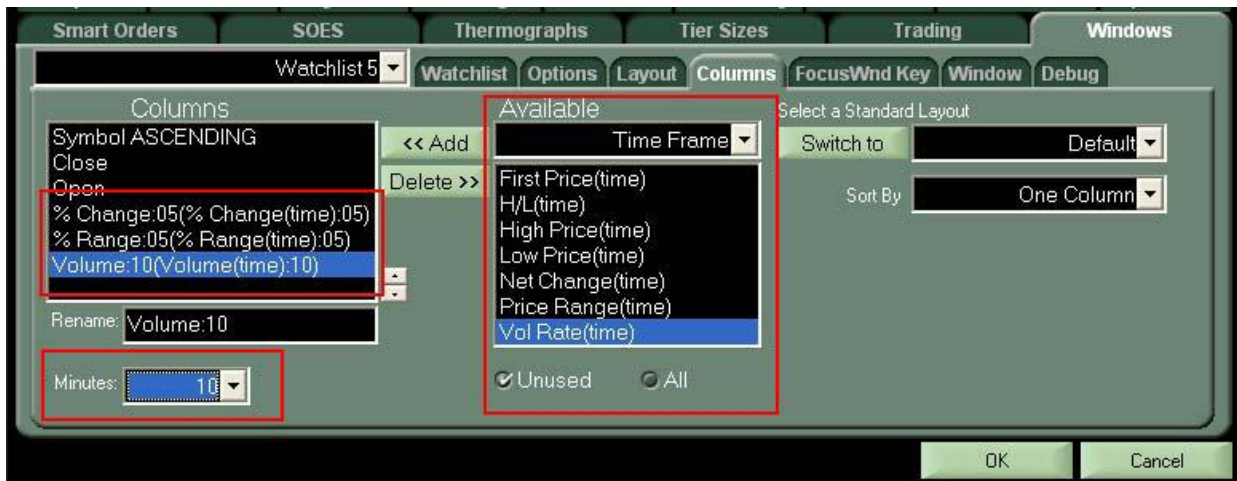 Smart Orders SOES Thermographs Tier Sizes Trading Windows
Watchlist 5 Watchlist Options Layout Columns FocusWnd Key Window Debug
Columns Available Select a Standard Layout
Symbol ASCENDING << Add Time Frame Switch to Default
Close
Open Delete >> First Price(time) Sort By One Column
% Change:05(% Change(time):05) H/L(time)
% Range:05(% Range(time):05) High Price(time)
Volume:10(Volume(time):10) Low Price(time)
Net Change(time)
Price Range(time)
Rename: Volume:10 Vol Rate(time)
Minutes: 10 Unused All
OK Cancel